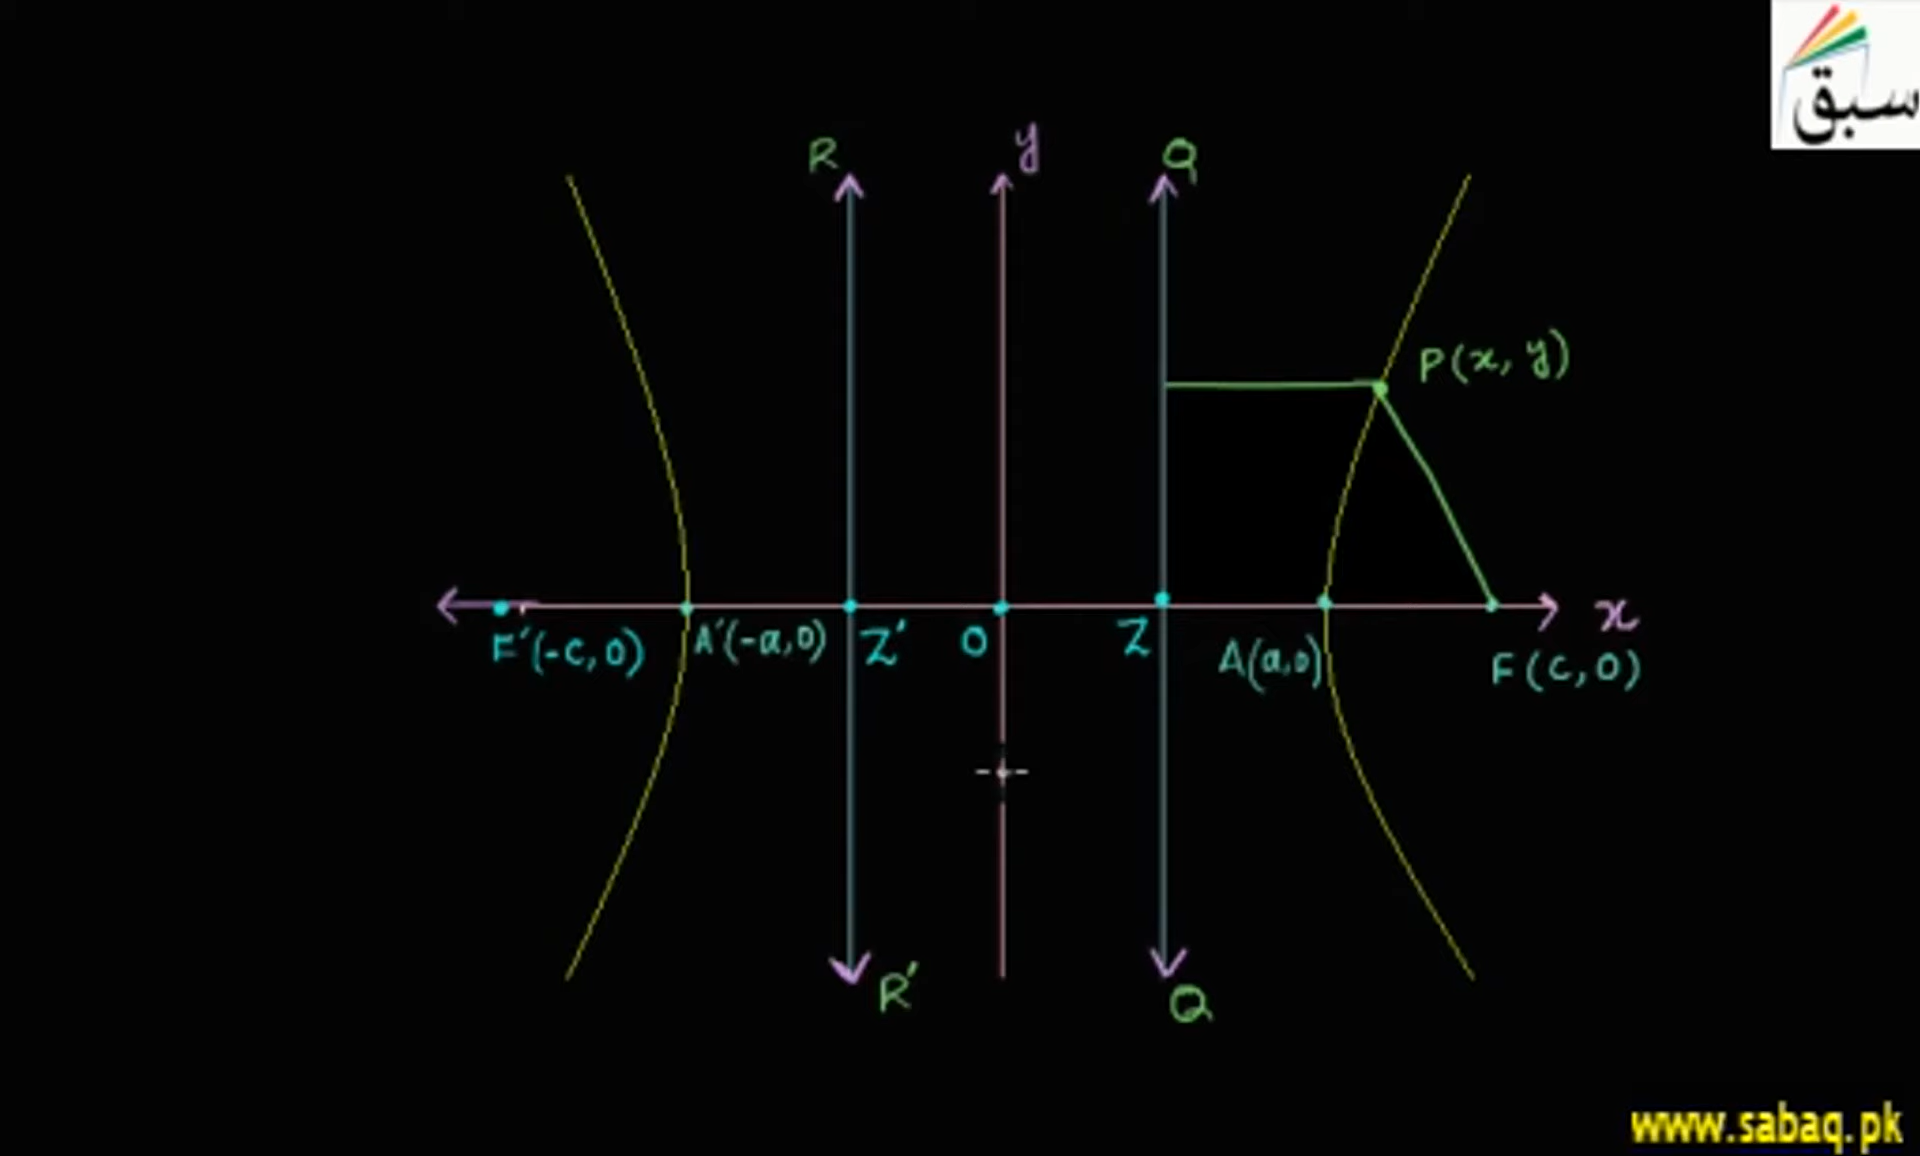 سبق
R
y
Q
P(x, y)
x
F'(-c, 0)
A'(-a,0)
Z'
O
Z
A(a,0)
F(c, 0)
R'
Q
www.sabaq.pk